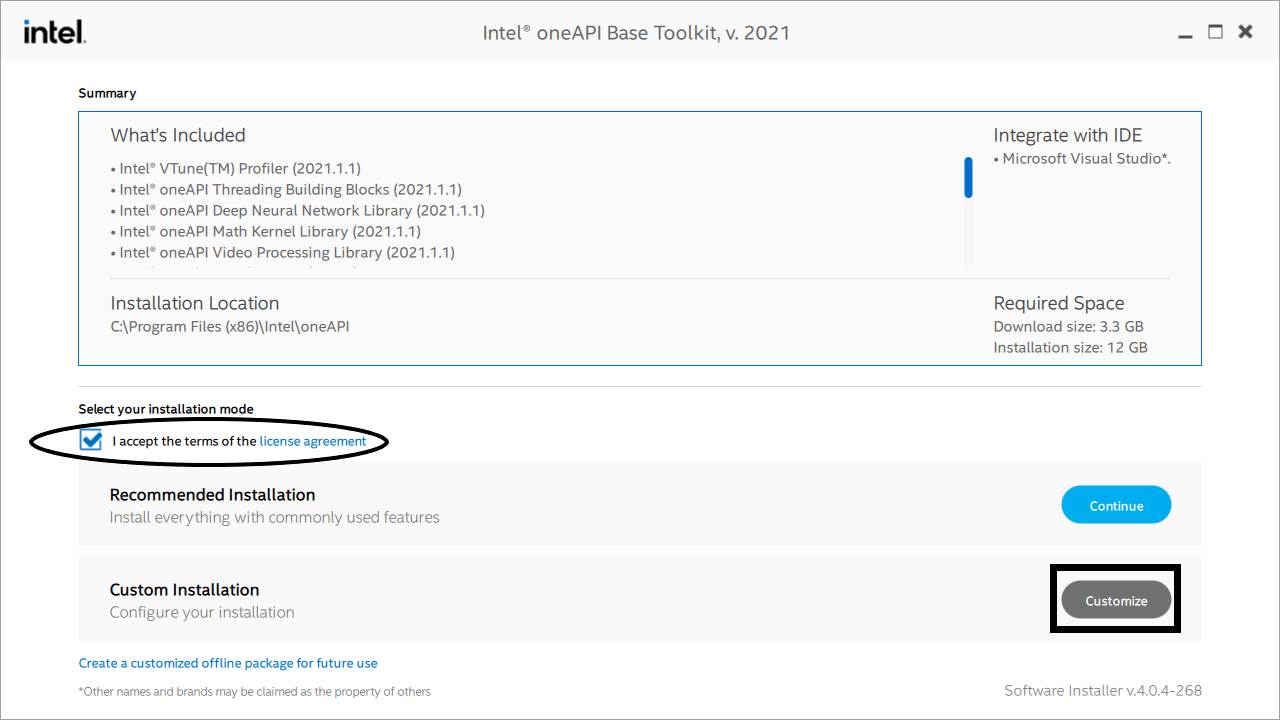 intel.
Intel® oneAPI Base Toolkit, v. 2021
Summary
What's Included
• Intel® VTune(TM) Profiler (2021.1.1)
• Intel® oneAPI Threading Building Blocks (2021.1.1)
• Intel® oneAPI Deep Neural Network Library (2021.1.1)
• Intel® oneAPI Math Kernel Library (2021.1.1)
• Intel® oneAPI Video Processing Library (2021.1.1)
Integrate with IDE
• Microsoft Visual Studio*.
Installation Location
C:\Program Files (x86)\Intel\oneAPI
Required Space
Download size: 3.3 GB
Installation size: 12 GB
Select your installation mode
I accept the terms of the license agreement
Recommended Installation
Install everything with commonly used features
Continue
Custom Installation
Configure your installation
Customize
Create a customized offline package for future use
*Other names and brands may be claimed as the property of others
Software Installer v.4.0.4-268